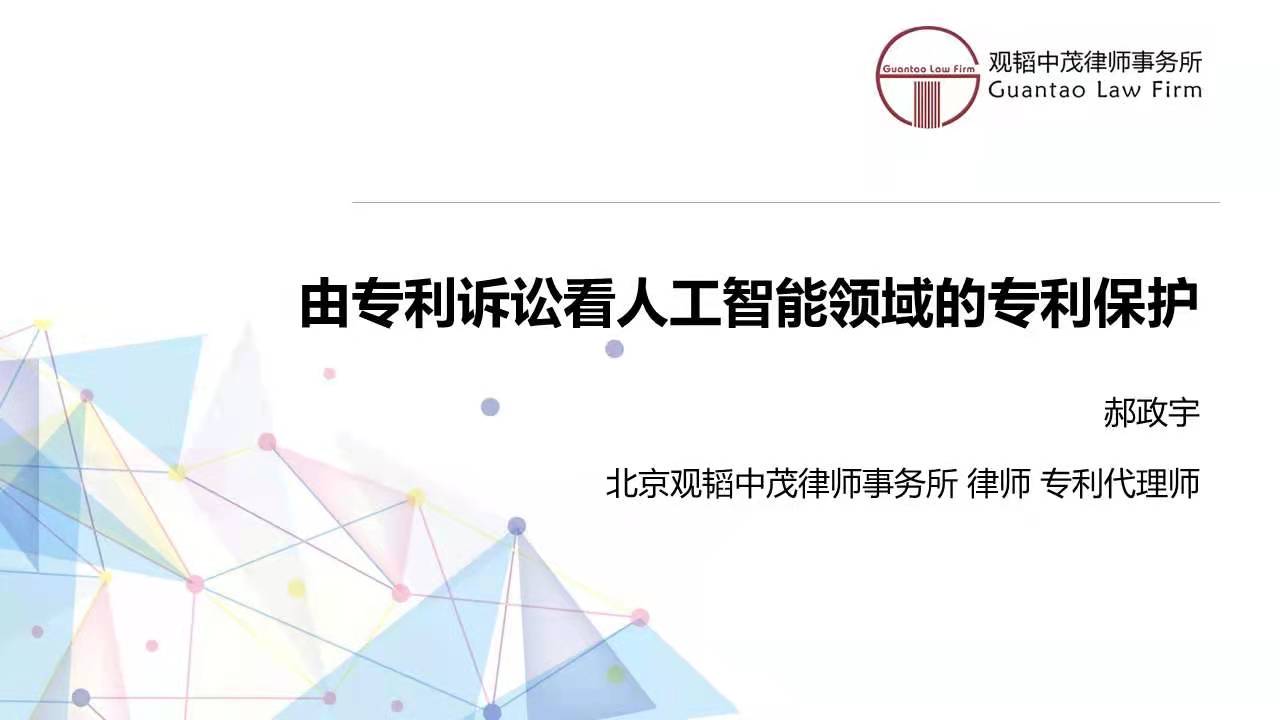 Guantao Law Firm
观韬中茂律师事务所
Guantao Law Firm
由专利诉讼看人工智能领域的专利保护
郝政宇
北京观韬中茂律师事务所 律师 专利代理师